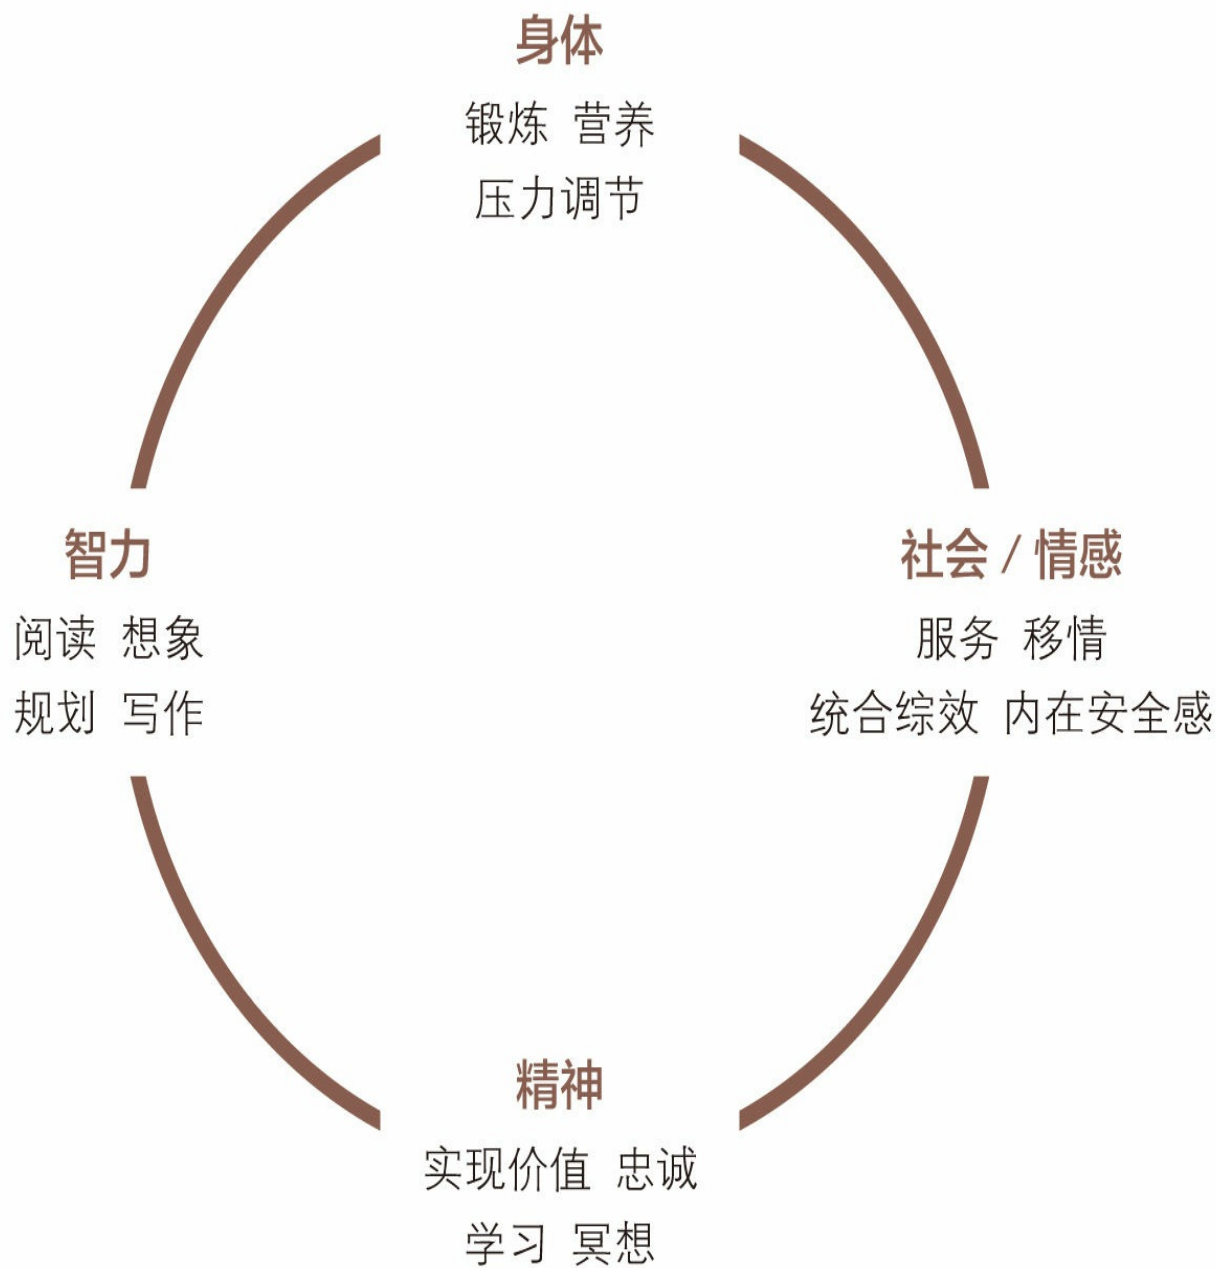 身体
锻炼 营养
压力调节
智力
阅读 想象
规划 写作
社会 / 情感
服务 移情
统合综效 内在安全感
精神
实现价值 忠诚
学习 冥想